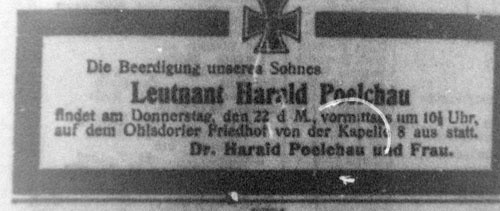 Die Beerdigung unseres Sohnes
Leutnant Harald Poelchau
findet am Donnerstag, den 22 d M., vormittags um 10½ Uhr,
auf dem Ohlsdorfer Friedhof von der Kapelle 8 aus statt.
Dr. Harald Poelchau und Frau.